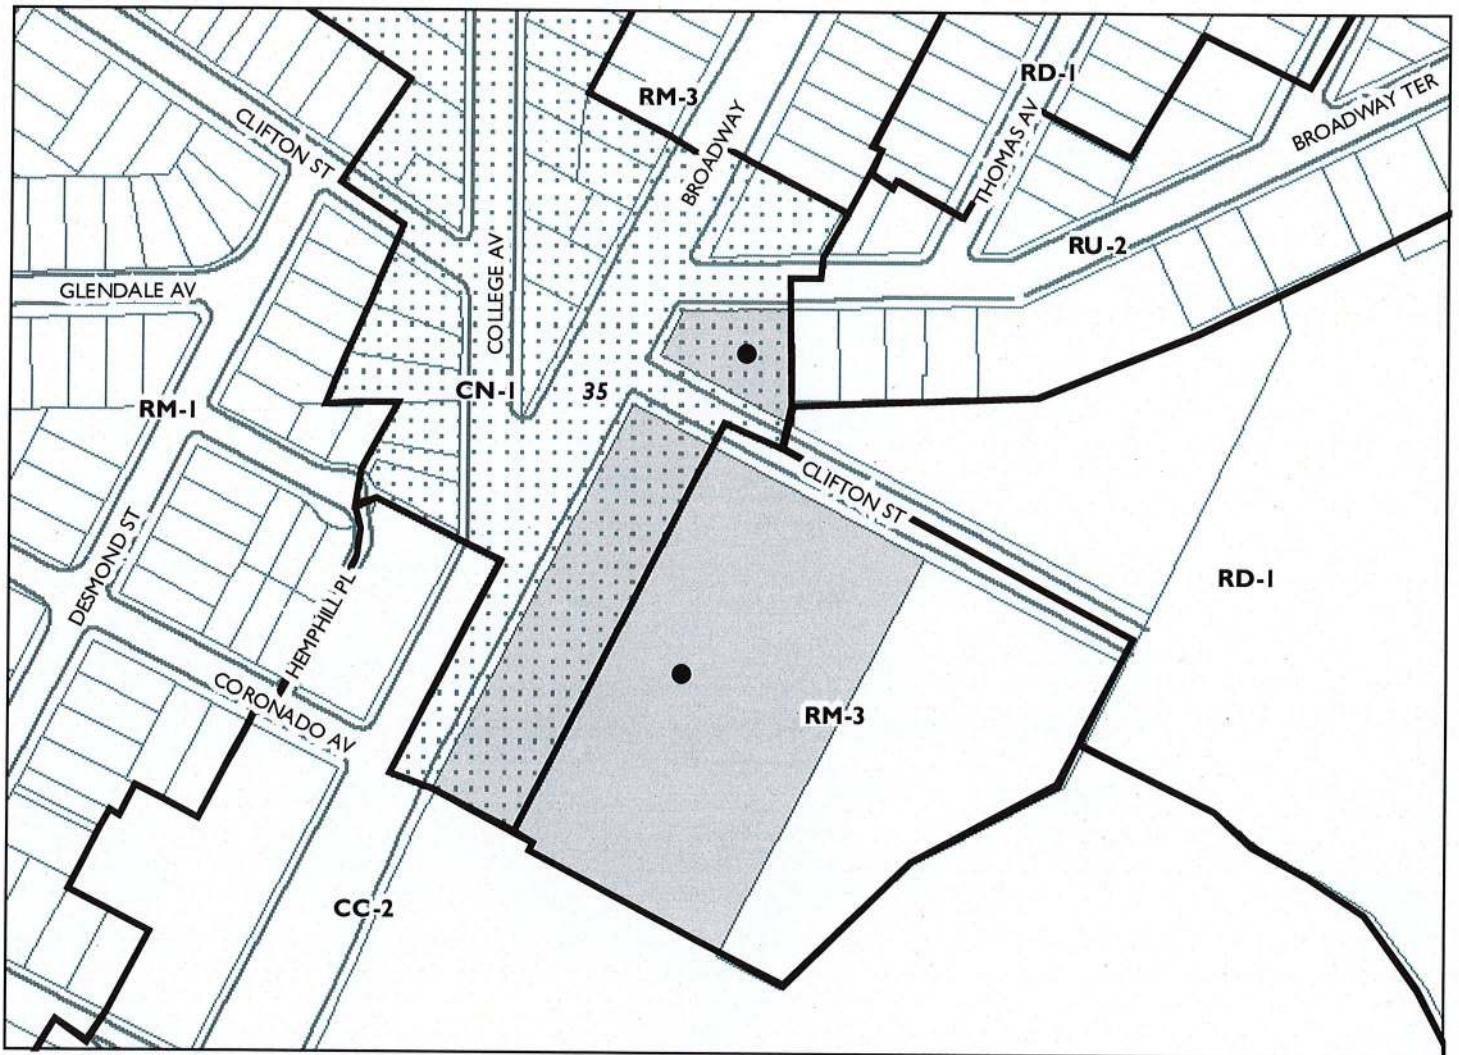 RD-1
BROADWAY TER
RM-3
THOMAS AV
BROADWAY
CLIFTON ST
RU-2
COLLEGE AV
GLENDALE AV
CN-1
35
RM-1
CLIFTON ST
DESMOND ST
HEMPHILL PL
RD-1
CORONADO AV
RM-3
CC-2